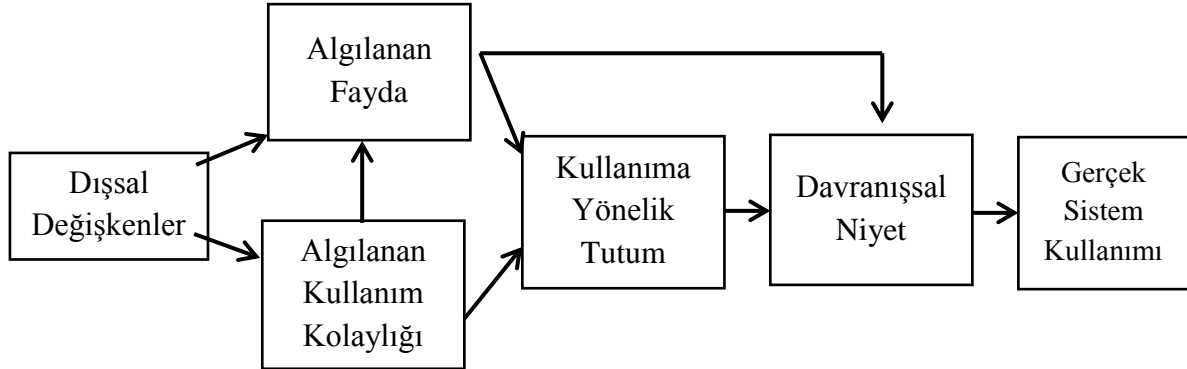 Algılanan
Fayda
Dışsal
Değişkenler
Algılanan
Kullanım
Kolaylığı
Kullanıma
Yönelik
Tutum
Davranışsal
Niyet
Gerçek
Sistem
Kullanımı